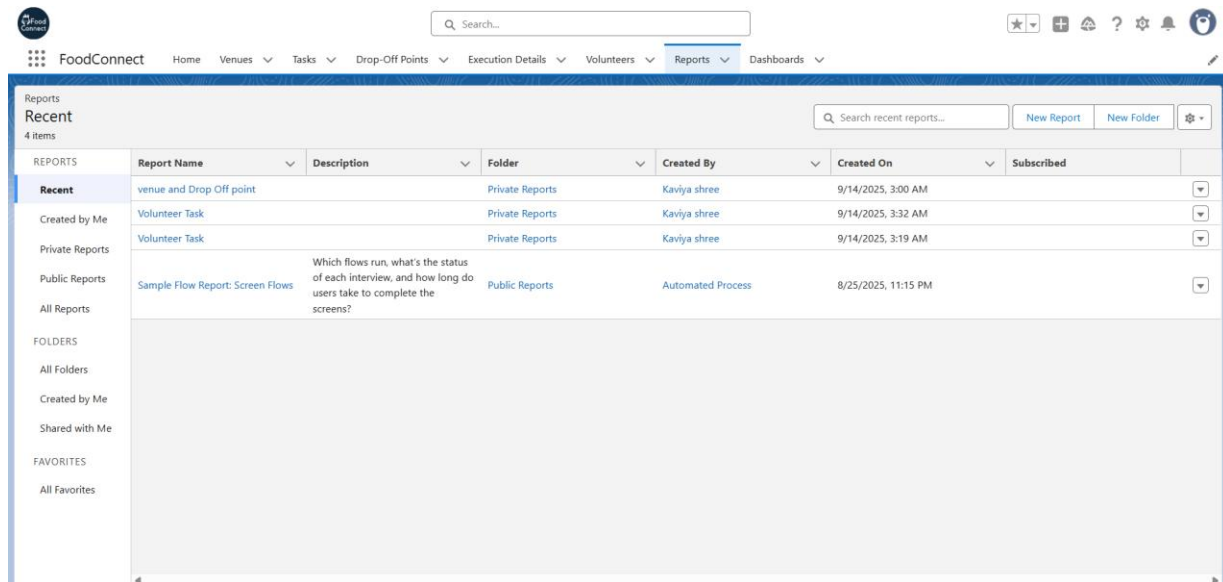 Food
Connect
Search...
FoodConnect Home Venues Tasks Drop-Off Points Execution Details Volunteers Reports Dashboards
Reports
Recent
4 items
Search recent reports...
New Report
New Folder
REPORTS
Recent
Created by Me
Private Reports
Public Reports
All Reports
FOLDERS
All Folders
Created by Me
Shared with Me
FAVORITES
All Favorites
Report Name Description Folder Created By Created On Subscribed
venue and Drop Off point Private Reports Kaviya shree 9/14/2025, 3:00 AM
Volunteer Task Private Reports Kaviya shree 9/14/2025, 3:32 AM
Volunteer Task Private Reports Kaviya shree 9/14/2025, 3:19 AM
Which flows run, what's the status
of each interview, and how long do
users take to complete the
screens?
Sample Flow Report: Screen Flows Public Reports Automated Process 8/25/2025, 11:15 PM